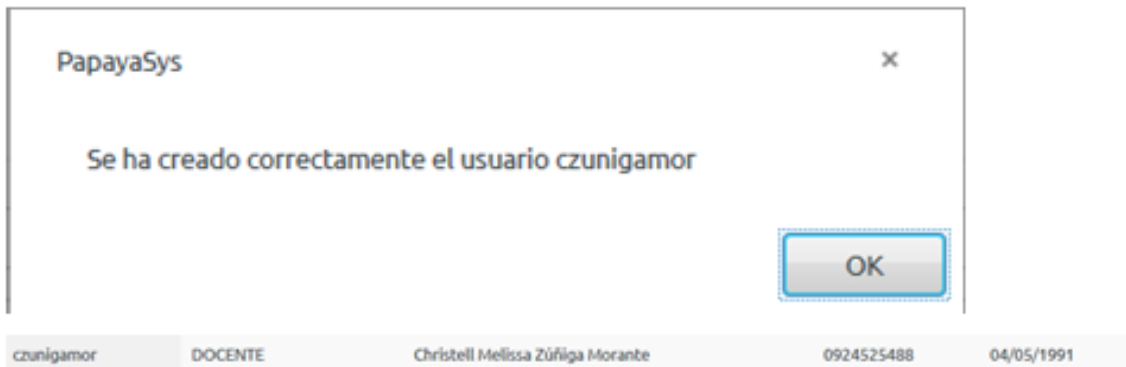 PapayaSys ×
Se ha creado correctamente el usuario czunigamor
OK
czunigamor DOCENTE Christell Melissa Zúñiga Morante 0924525488 04/05/1991